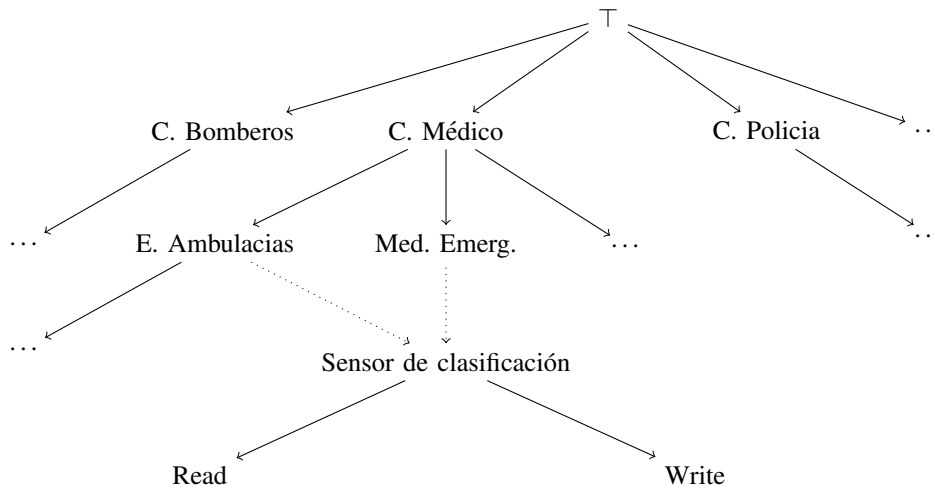 ⊤
C. Bomberos C. Médico C. Policia ...
... E. Ambulacias Med. Emerg. ... ...
...
Sensor de clasificación
Read Write